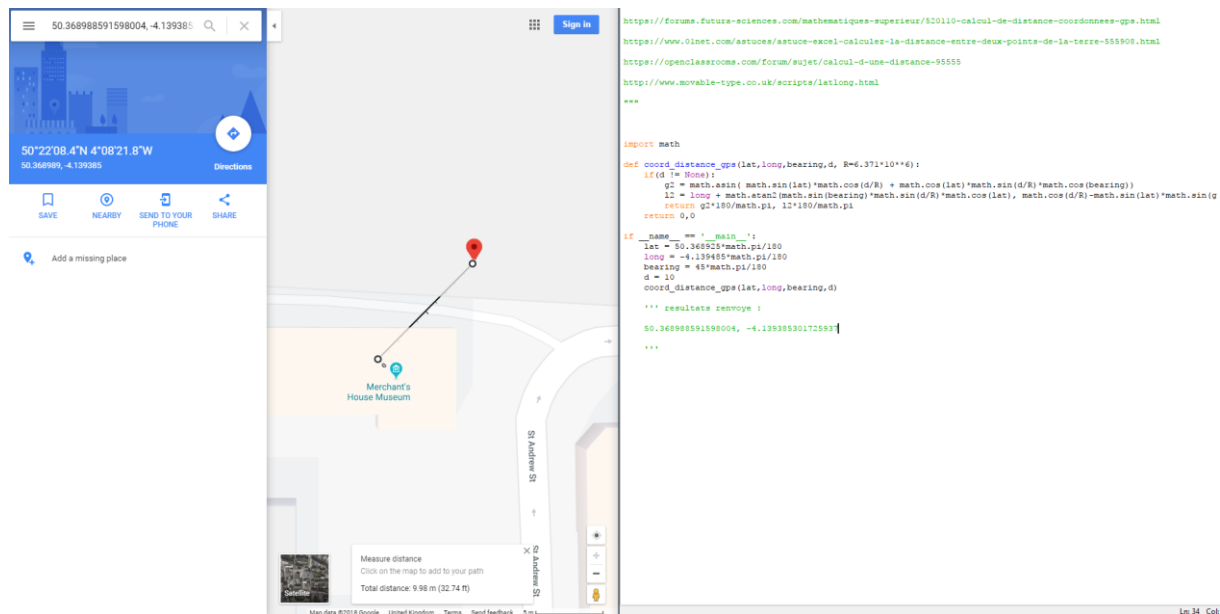 50.368988591598004, -4.139385
50°22'08.4"N 4°08'21.8"W
50.368989, -4.139385
Directions
SAVE
NEARBY
SEND TO YOUR
PHONE
SHARE
Add a missing place
Sign in
Merchant's
House Museum
St Andrew St
St Andrew St
Satellite
Measure distance
Click on the map to add to your path
Total distance: 9.98 m (32.74 ft)
Map data ©2018 Google United Kingdom Terms Send feedback 5 m
https://forums.futura-sciences.com/mathematiques-superieur/520110-calcul-de-distance-coordonnees-gps.html
https://www.01net.com/astuces/astuce-excel-calculez-la-distance-entre-deux-points-de-la-terre-555908.html
https://openclassrooms.com/forum/sujet/calcul-d-une-distance-95555
http://www.movable-type.co.uk/scripts/latlong.html
"""
import math
def coord_distance_gps(lat,long,bearing,d, R=6.371*10**6):
if(d != None):
g2 = math.asin( math.sin(lat)*math.cos(d/R) + math.cos(lat)*math.sin(d/R)*math.cos(bearing))
l2 = long + math.atan2(math.sin(bearing)*math.sin(d/R)*math.cos(lat), math.cos(d/R)-math.sin(lat)*math.sin(g
return g2*180/math.pi, l2*180/math.pi
return 0,0
if __name__ == '__main__':
lat = 50.368925*math.pi/180
long = -4.139485*math.pi/180
bearing = 45*math.pi/180
d = 10
coord_distance_gps(lat,long,bearing,d)
''' resultats renvoye :
50.368988591598004, -4.139385301725937
'''
Ln: 34 Col: